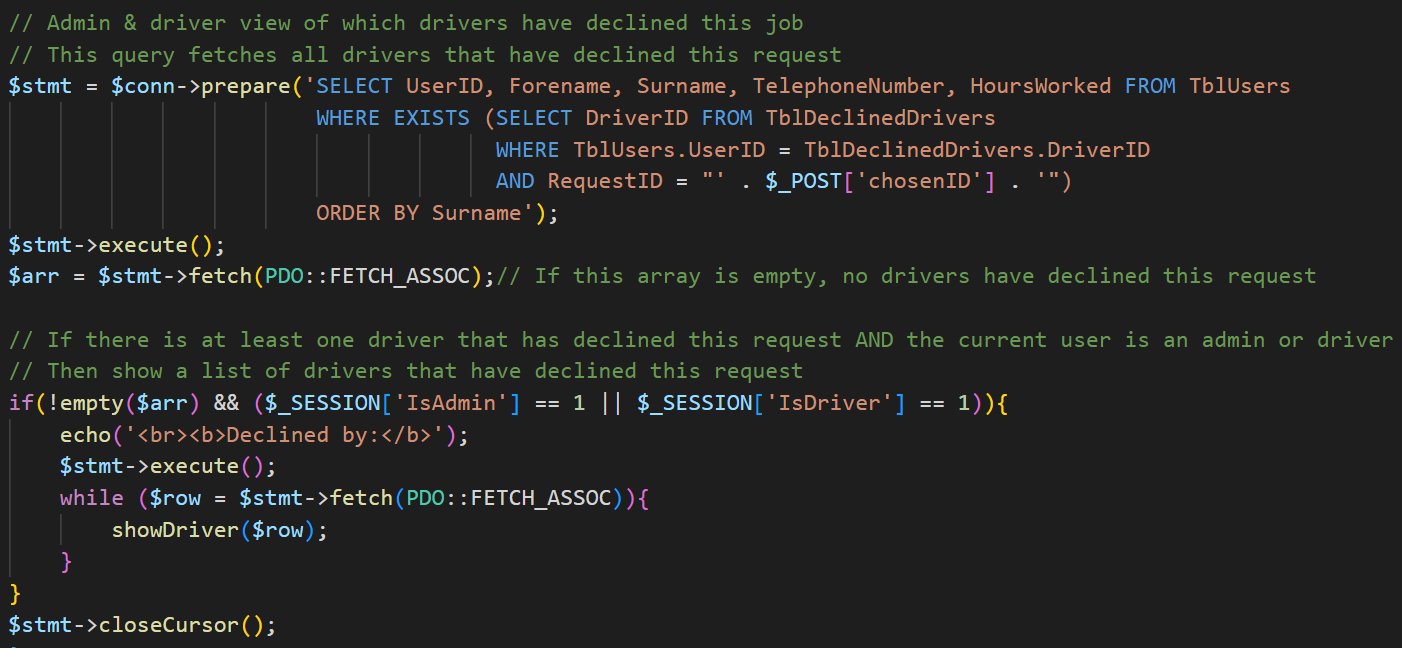 // Admin & driver view of which drivers have declined this job
// This query fetches all drivers that have declined this request
$stmt = $conn->prepare('SELECT UserID, Forename, Surname, TelephoneNumber, HoursWorked FROM TblUsers
                        WHERE EXISTS (SELECT DriverID FROM TblDeclinedDrivers
                                      WHERE TblUsers.UserID = TblDeclinedDrivers.DriverID
                                      AND RequestID = "' . $_POST['chosenID'] . '")
                        ORDER BY Surname');
$stmt->execute();
$arr = $stmt->fetch(PDO::FETCH_ASSOC);// If this array is empty, no drivers have declined this request

// If there is at least one driver that has declined this request AND the current user is an admin or driver
// Then show a list of drivers that have declined this request
if(!empty($arr) && ($_SESSION['IsAdmin'] == 1 || $_SESSION['IsDriver'] == 1)){
    echo('<br><b>Declined by:</b>');
    $stmt->execute();
    while ($row = $stmt->fetch(PDO::FETCH_ASSOC)){
        showDriver($row);
    }
}
$stmt->closeCursor();